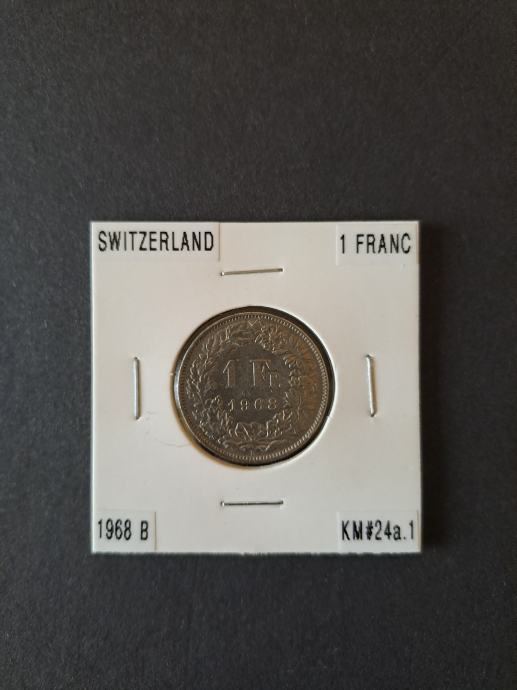 SWITZERLAND
1 FRANC
1 Fr.
1968
1968 B
KM#24a.1